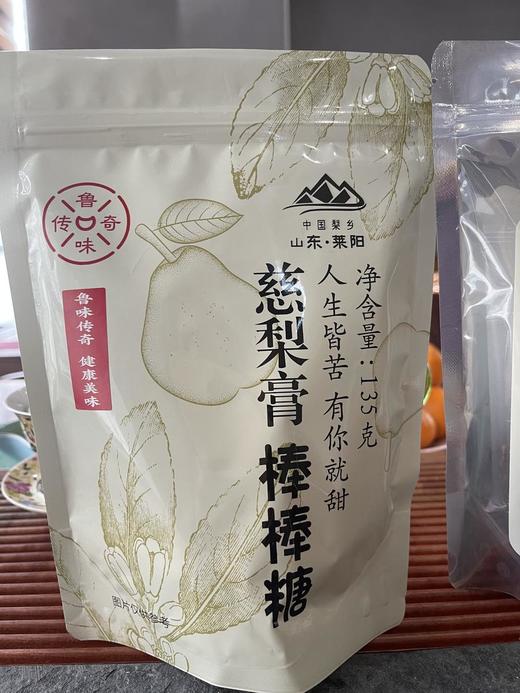 鲁
传奇
味
鲁味传奇 健康美味
中国梨乡
山东·莱阳
净含量:135克
人生皆苦 有你就甜
慈梨膏 棒棒糖
图片仅供参考